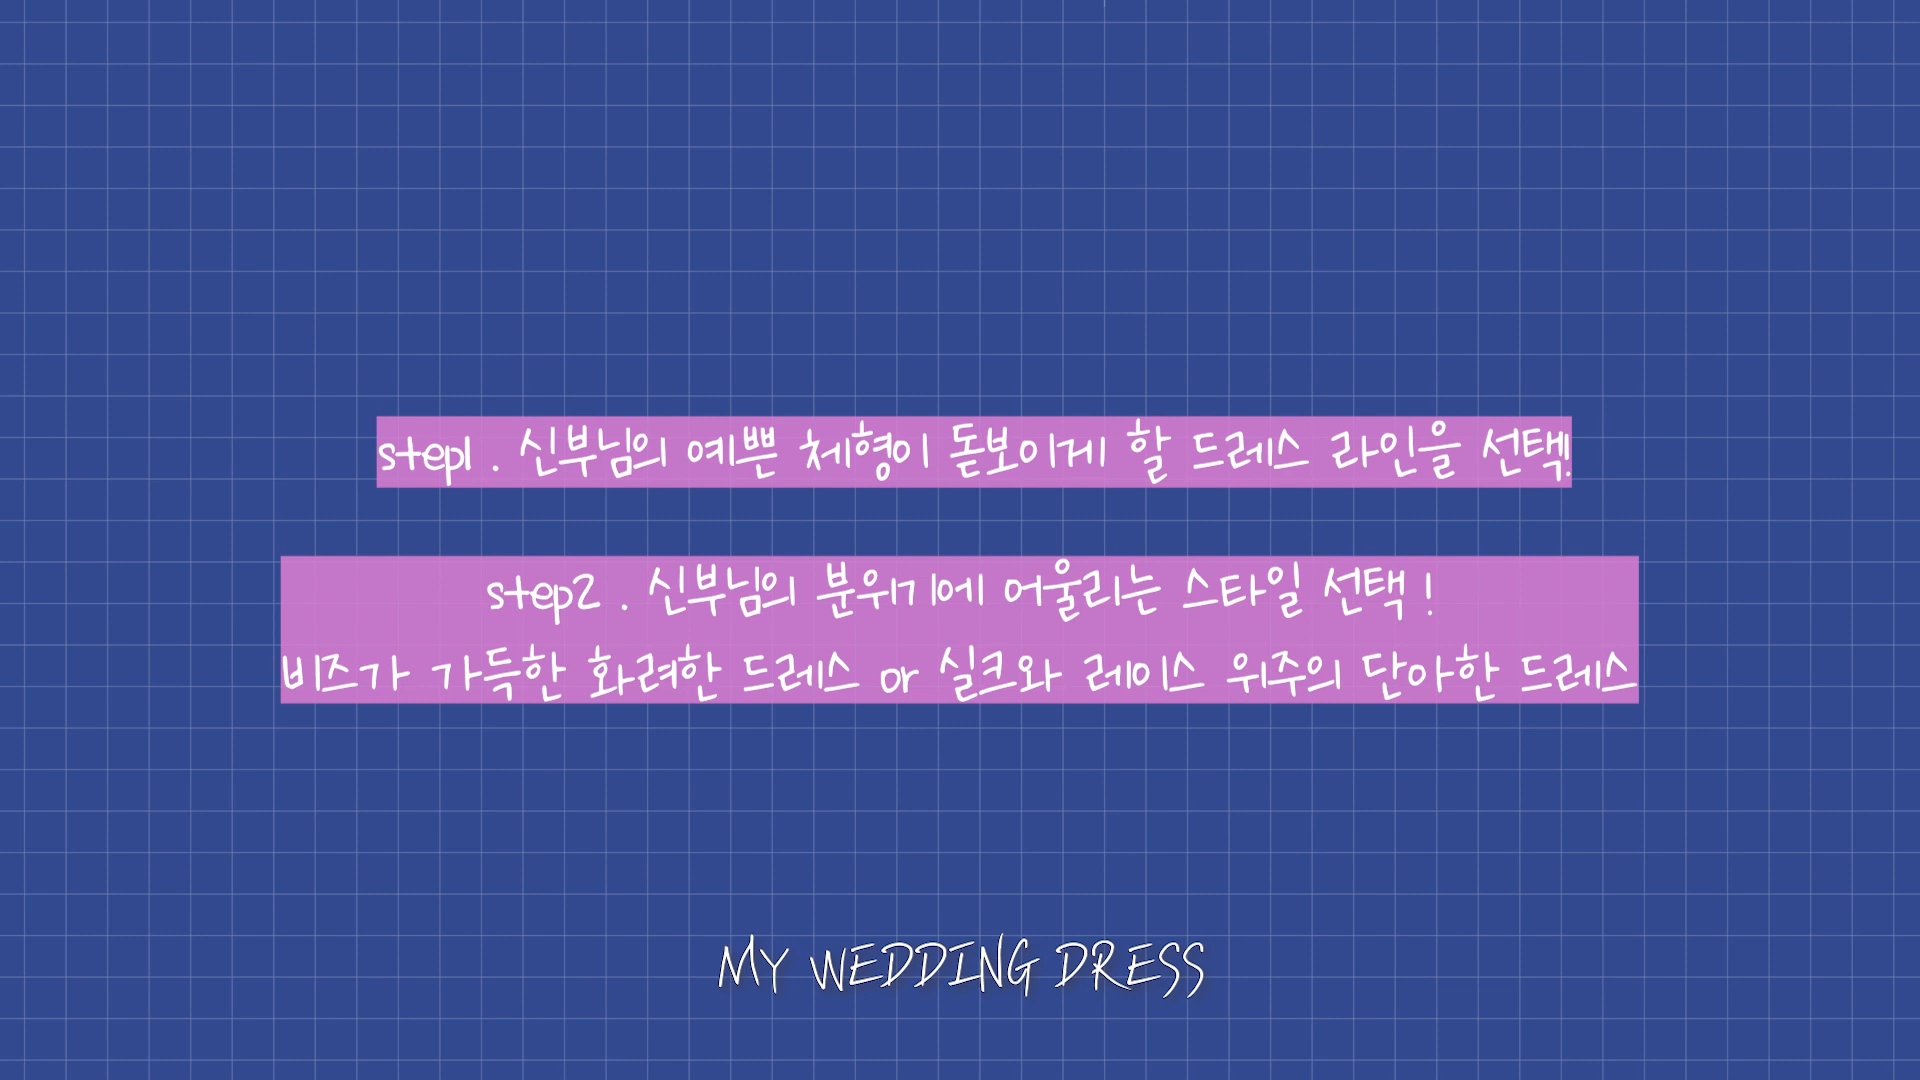 step1 . 신부님의 예쁜 체형이 돋보이게 할 드레스 라인을 선택!
step2 . 신부님의 분위기에 어울리는 스타일 선택 !
비즈가 가득한 화려한 드레스 or 실크와 레이스 위주의 단아한 드레스
MY WEDDING DRESS